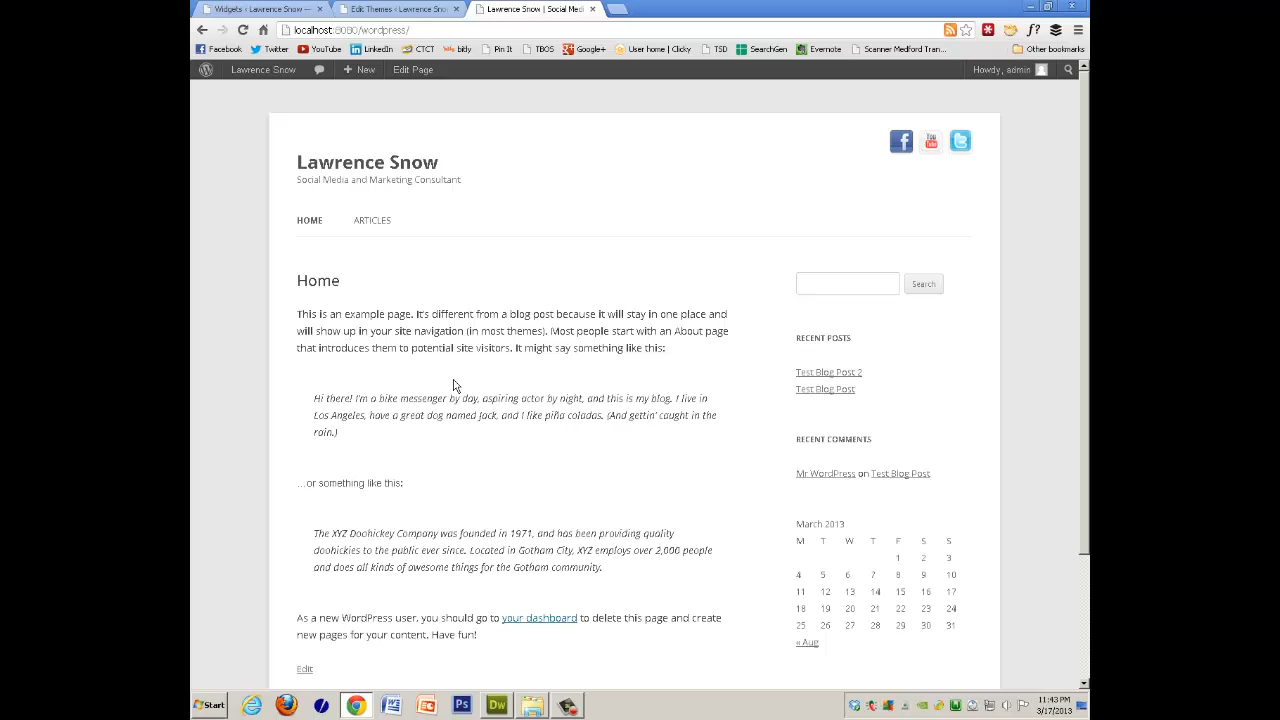 Widgets ‹ Lawrence Snow —
Edit Themes ‹ Lawrence Sno
Lawrence Snow | Social Medi
localhost:8080/wordpress/
Facebook
Twitter
YouTube
LinkedIn
CTCT
bitly
Pin It
TBOS
Google+
User home | Clicky
TSD
SearchGen
Evernote
Scanner Medford Tran...
Other bookmarks
Lawrence Snow
New
Edit Page
Howdy, admin
Lawrence Snow
Social Media and Marketing Consultant
f
You Tube
t
HOME
ARTICLES
Home
This is an example page. It's different from a blog post because it will stay in one place and
will show up in your site navigation (in most themes). Most people start with an About page
that introduces them to potential site visitors. It might say something like this:
Hi there! I'm a bike messenger by day, aspiring actor by night, and this is my blog. I live in
Los Angeles, have a great dog named Jack, and I like piña coladas. (And gettin' caught in the
rain.)
…or something like this:
The XYZ Doohickey Company was founded in 1971, and has been providing quality
doohickies to the public ever since. Located in Gotham City, XYZ employs over 2,000 people
and does all kinds of awesome things for the Gotham community.
As a new WordPress user, you should go to your dashboard to delete this page and create
new pages for your content. Have fun!
Edit
Search
RECENT POSTS
Test Blog Post 2
Test Blog Post
RECENT COMMENTS
Mr WordPress on Test Blog Post
March 2013
M T W T F S S
1 2 3
4 5 6 7 8 9 10
11 12 13 14 15 16 17
18 19 20 21 22 23 24
25 26 27 28 29 30 31
« Aug
Start
Ps
Dw
11:43 PM
3/17/2013